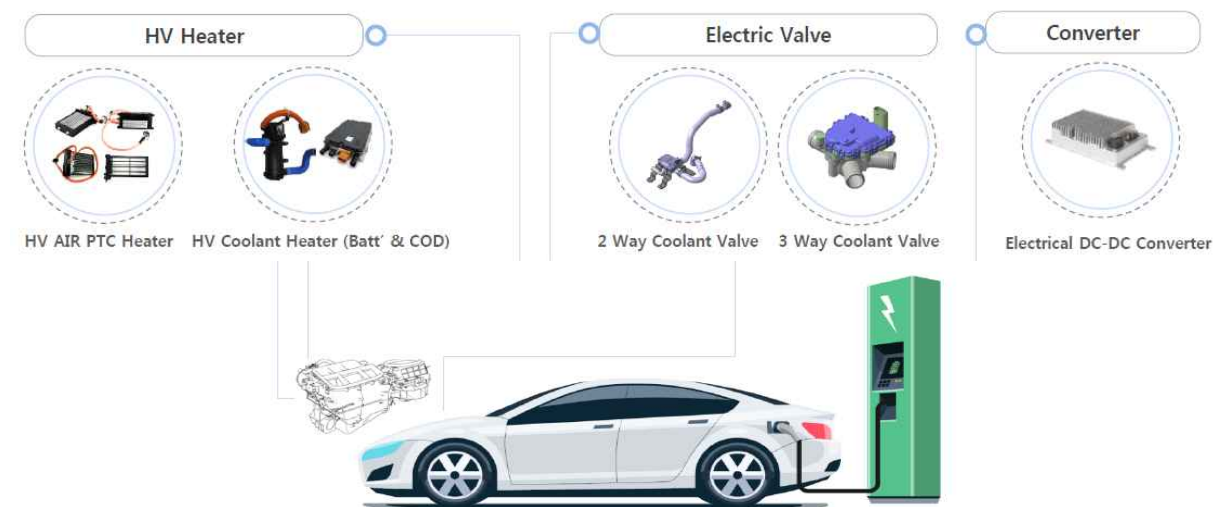 HV Heater
Electric Valve
Converter
HV AIR PTC Heater
HV Coolant Heater (Batt´ & COD)
2 Way Coolant Valve
3 Way Coolant Valve
Electrical DC-DC Converter